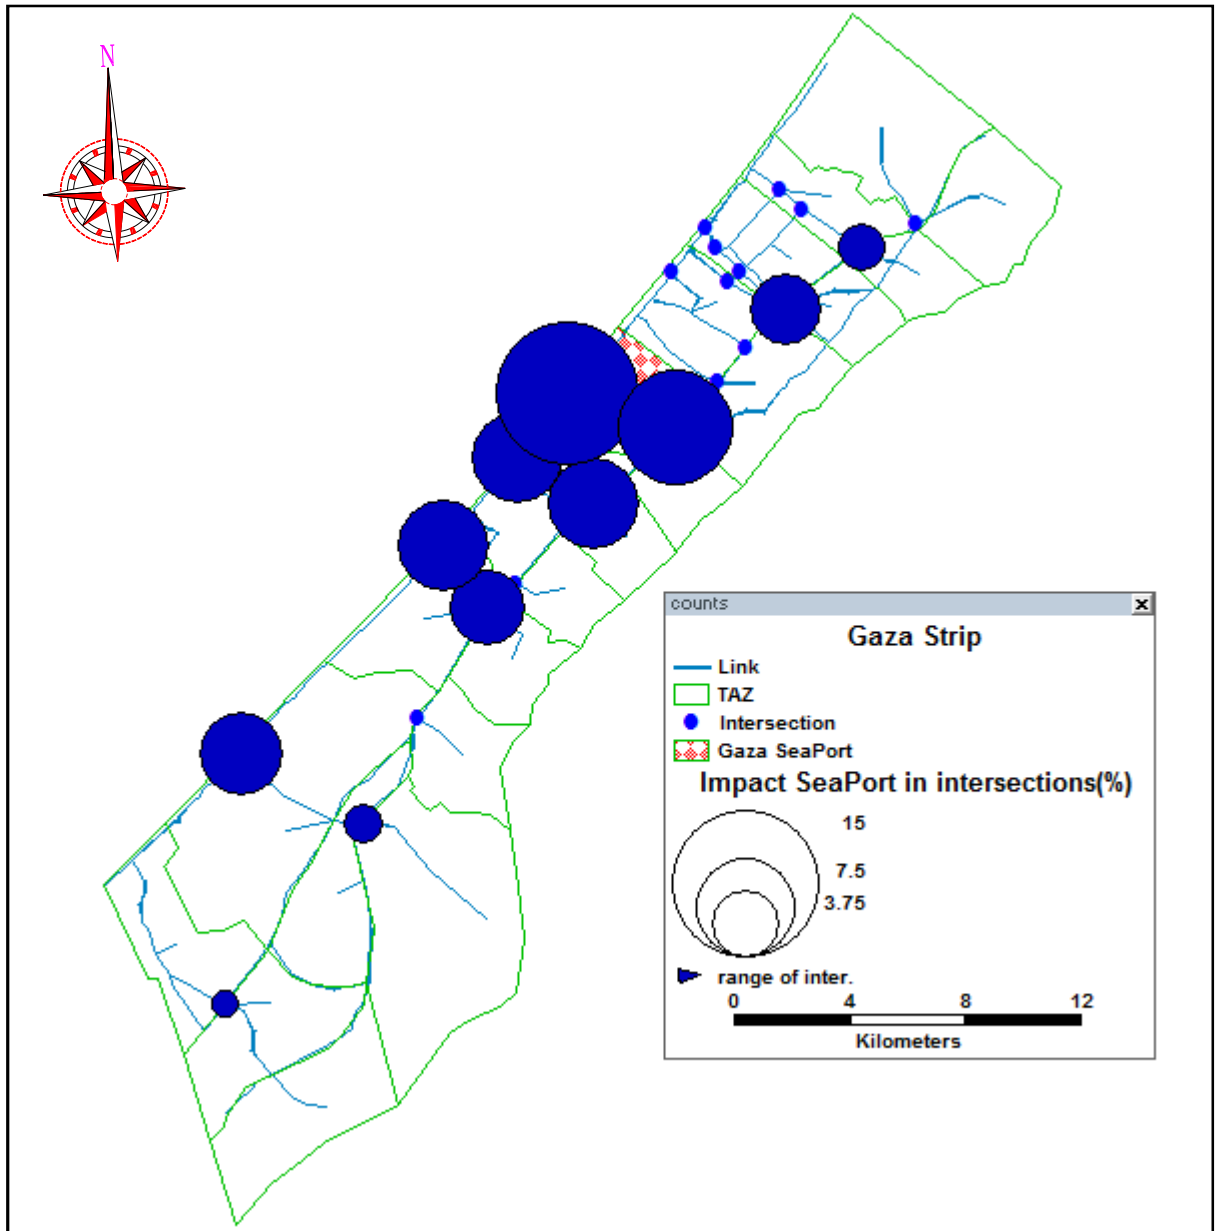 N
counts
Gaza Strip
Link
TAZ
Intersection
Gaza SeaPort
Impact SeaPort in intersections(%)
15
7.5
3.75
range of inter.
0 4 8 12
Kilometers